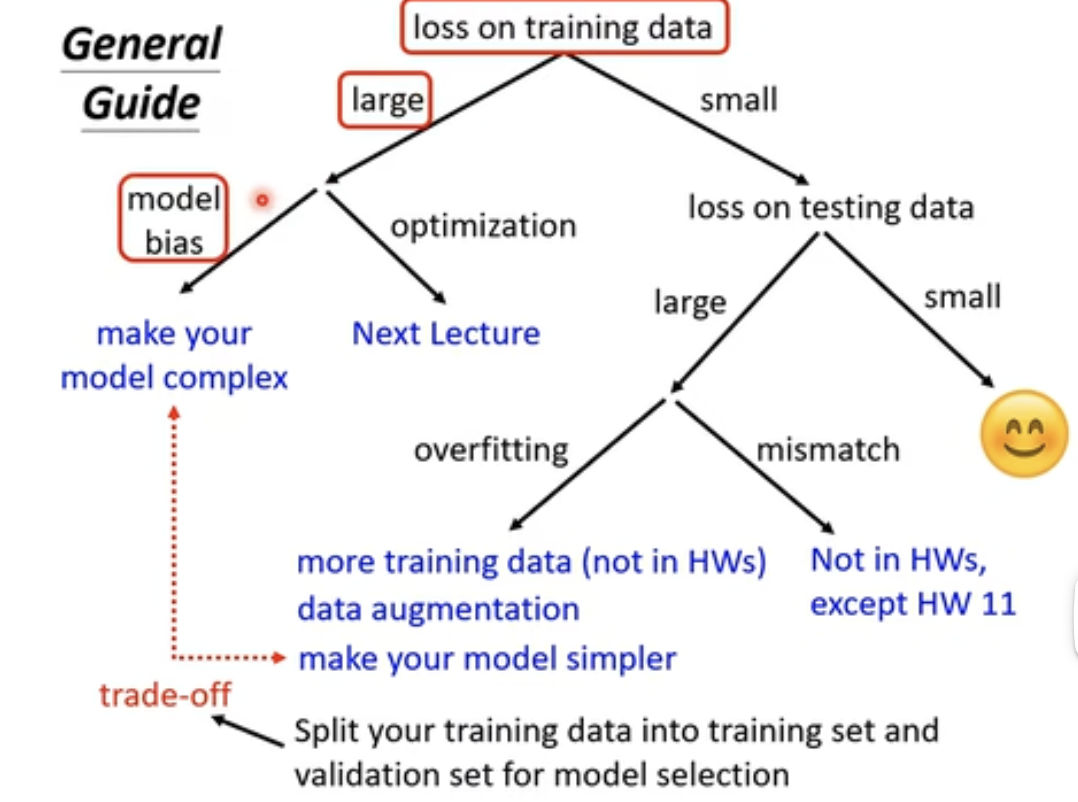 General
Guide
loss on training data
large
small
model
bias
optimization
loss on testing data
make your
model complex
Next Lecture
large
small
overfitting
mismatch
more training data (not in HWs)
data augmentation
make your model simpler
Not in HWs,
except HW 11
trade-off
Split your training data into training set and
validation set for model selection